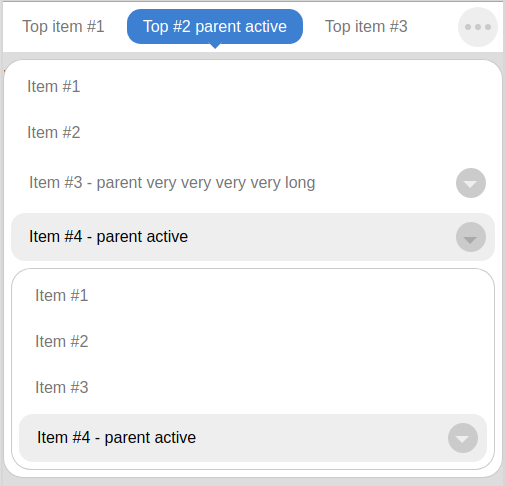 Top item #1
Top #2 parent active
Top item #3
Item #1
Item #2
Item #3 - parent very very very very long
Item #4 - parent active
Item #1
Item #2
Item #3
Item #4 - parent active